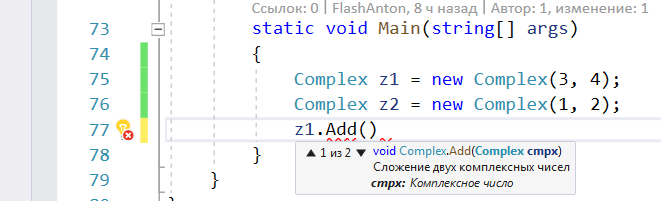 Ссылок: 0 | FlashAnton, 8 ч назад | Автор: 1, изменение: 1
73 static void Main(string[] args)
74 {
75 Complex z1 = new Complex(3, 4);
76 Complex z2 = new Complex(1, 2);
77 z1.Add()
▲ 1 из 2 ▼ void Complex.Add(Complex cmpx)
Сложение двух комплексных чисел
cmpx: Комплексное число
78 }
79 }